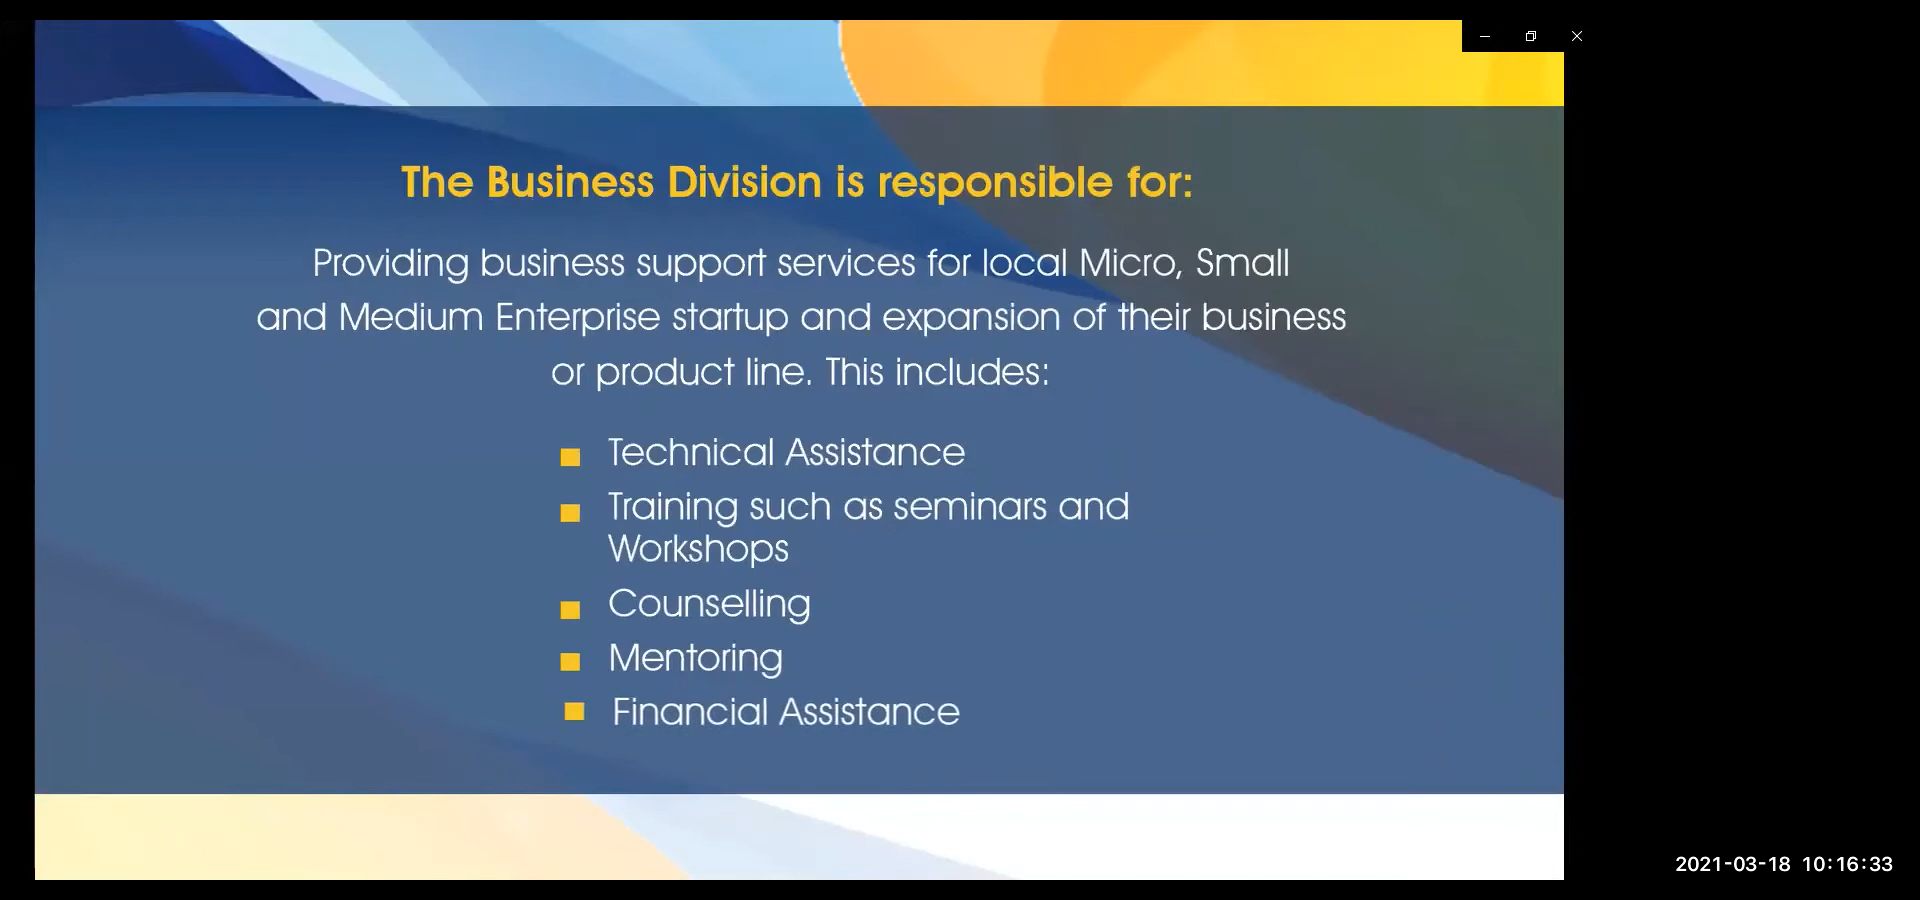 The Business Division is responsible for:
Providing business support services for local Micro, Small
and Medium Enterprise startup and expansion of their business
or product line. This includes:
Technical Assistance
Training such as seminars and
Workshops
Counselling
Mentoring
Financial Assistance
2021-03-18 10:16:33